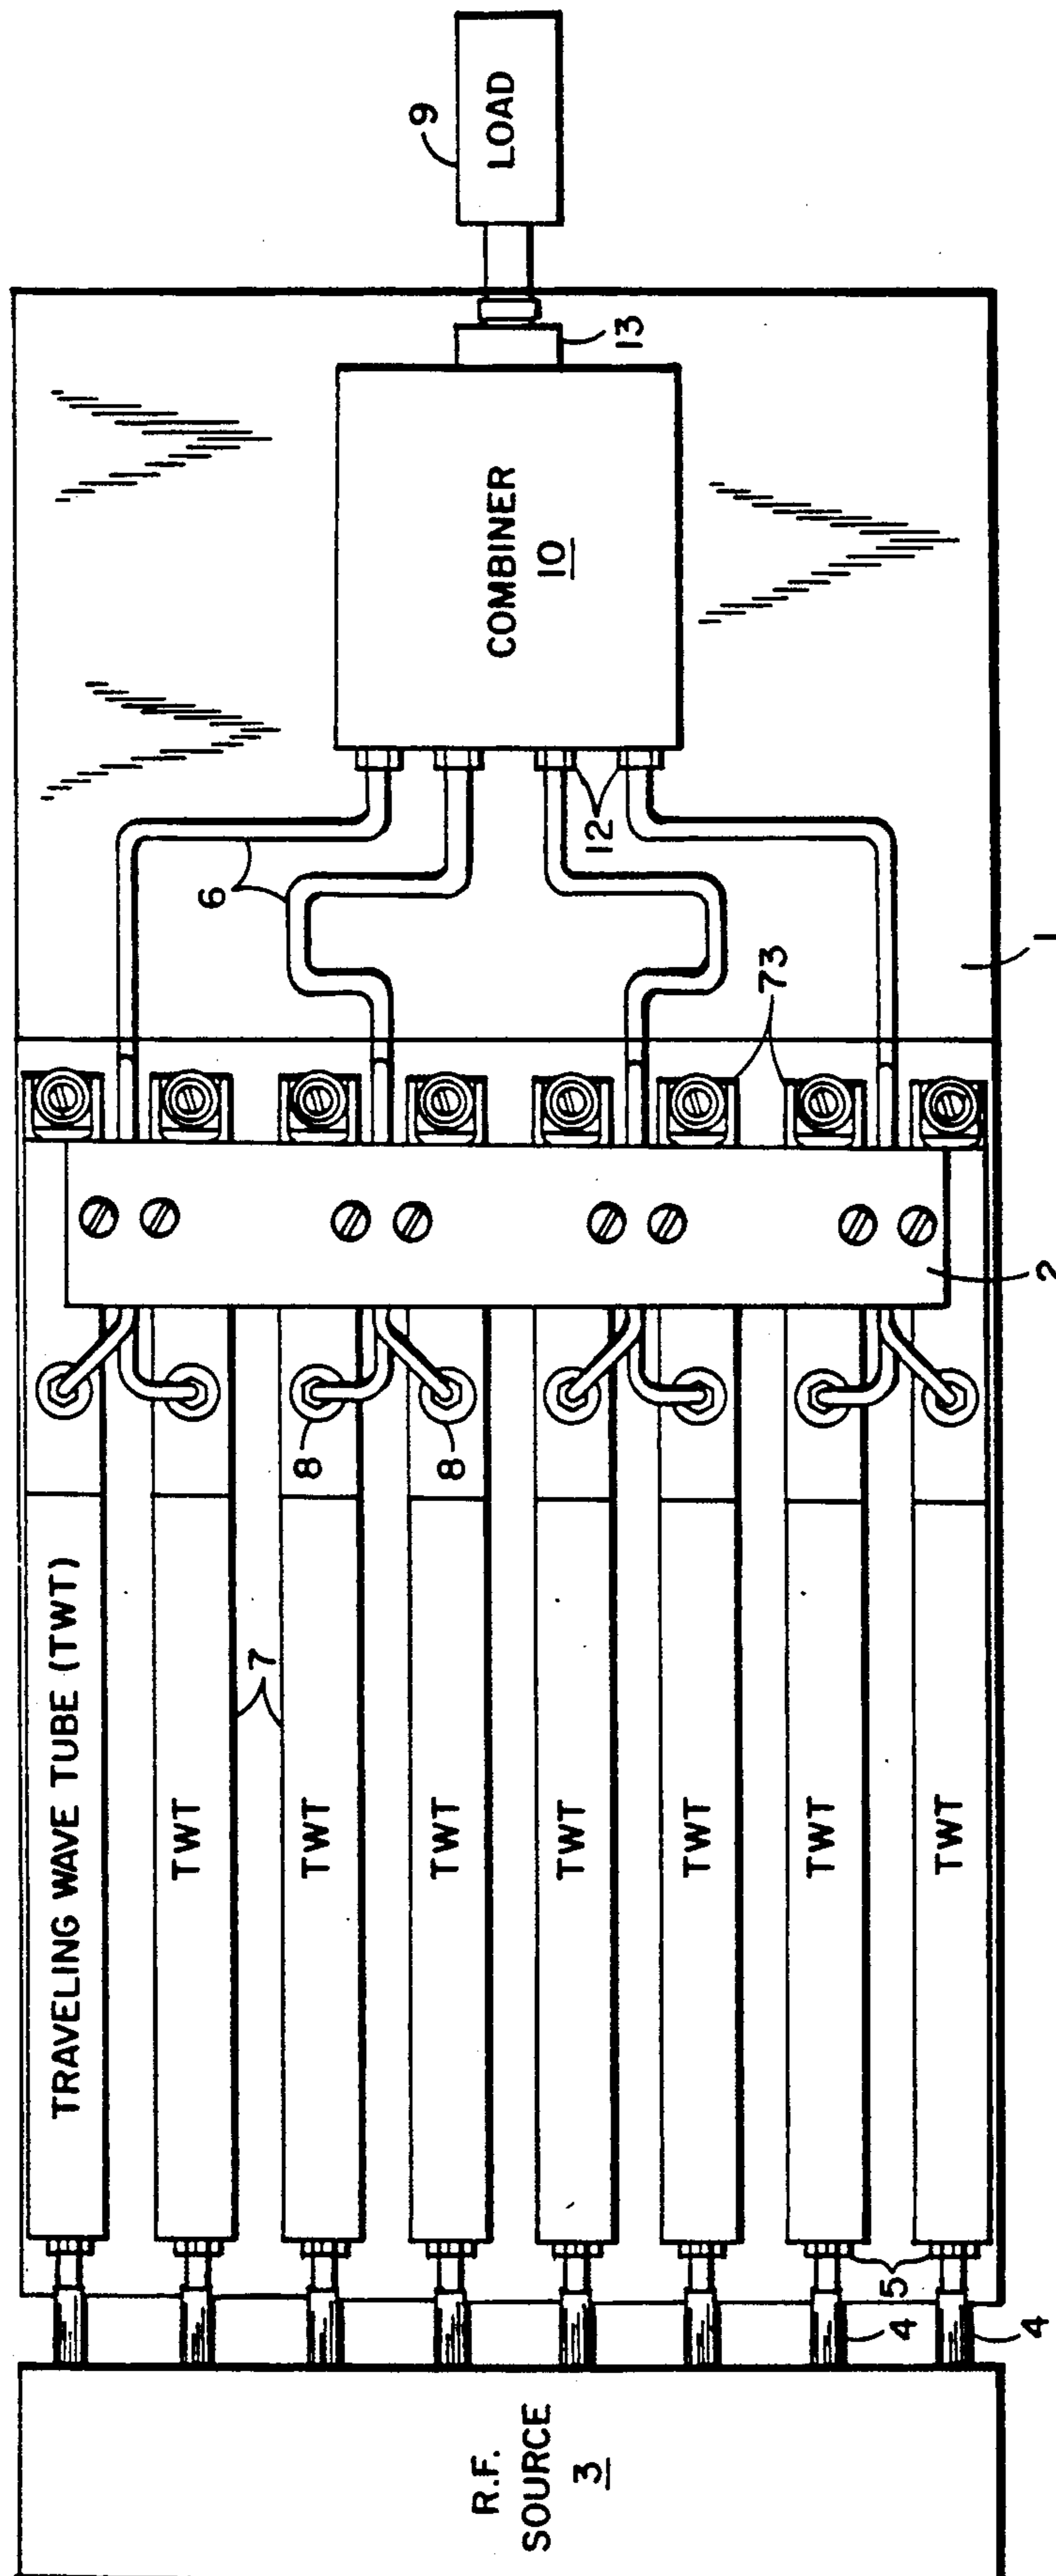 R.F.
SOURCE
3
4
4
5
TRAVELING WAVE TUBE (TWT)
TWT
TWT
TWT
TWT
TWT
TWT
TWT
7
8
8
2
73
1
6
12
COMBINER
10
13
9
LOAD